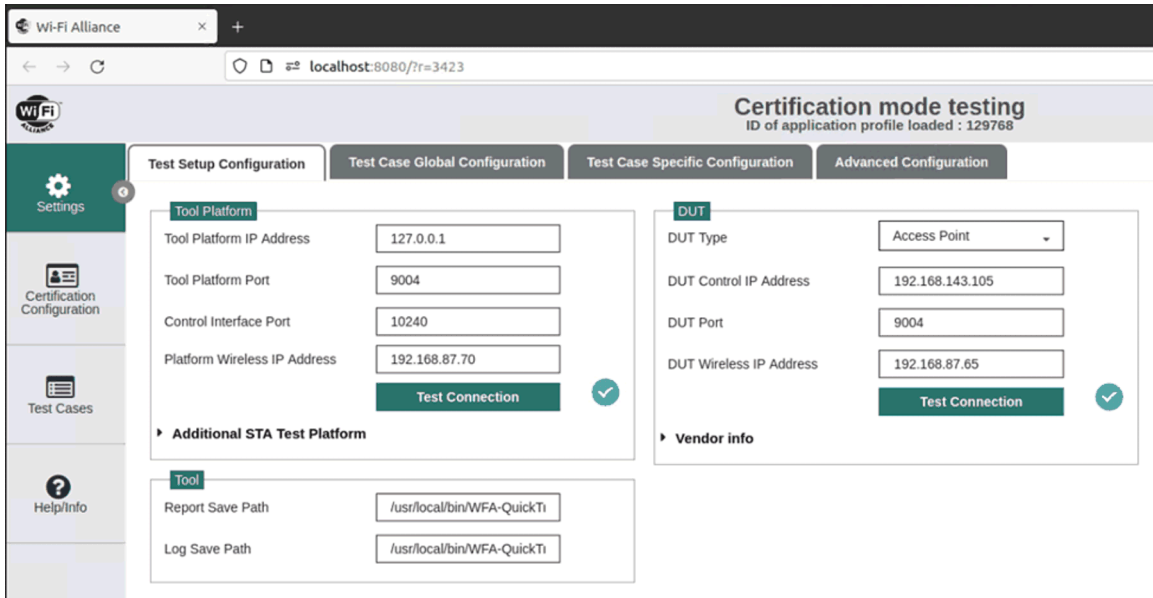 Wi-Fi Alliance
localhost:8080/?r=3423
Wi Fi
ALLIANCE
Certification mode testing
ID of application profile loaded : 129768
Settings
Certification
Configuration
Test Cases
Help/Info
Test Setup Configuration
Test Case Global Configuration
Test Case Specific Configuration
Advanced Configuration
Tool Platform
Tool Platform IP Address 127.0.0.1
Tool Platform Port 9004
Control Interface Port 10240
Platform Wireless IP Address 192.168.87.70
Test Connection
Additional STA Test Platform
DUT
DUT Type Access Point
DUT Control IP Address 192.168.143.105
DUT Port 9004
DUT Wireless IP Address 192.168.87.65
Test Connection
Vendor info
Tool
Report Save Path /usr/local/bin/WFA-QuickTr
Log Save Path /usr/local/bin/WFA-QuickTr